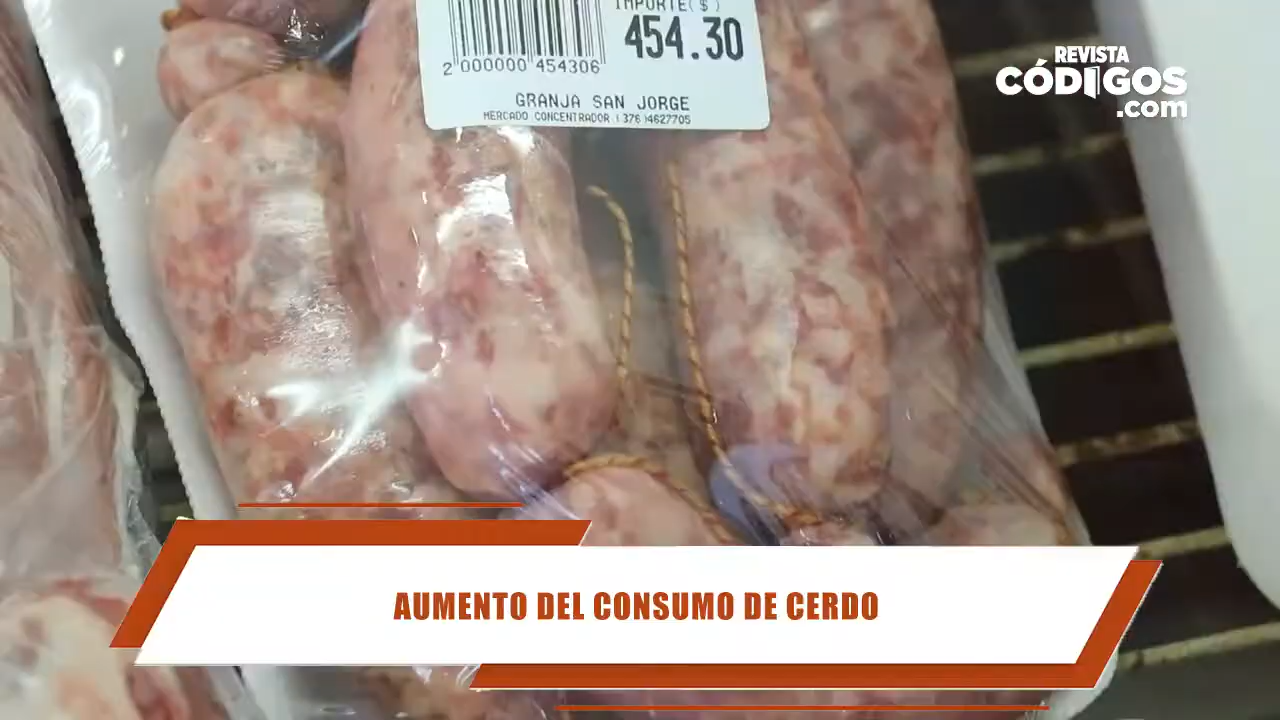 IMPORTE($)
454.30
2 000000 454306
GRANJA SAN JORGE
MERCADO CONCENTRADOR (376)4627705
REVISTA
CÓDIGOS
.com
AUMENTO DEL CONSUMO DE CERDO